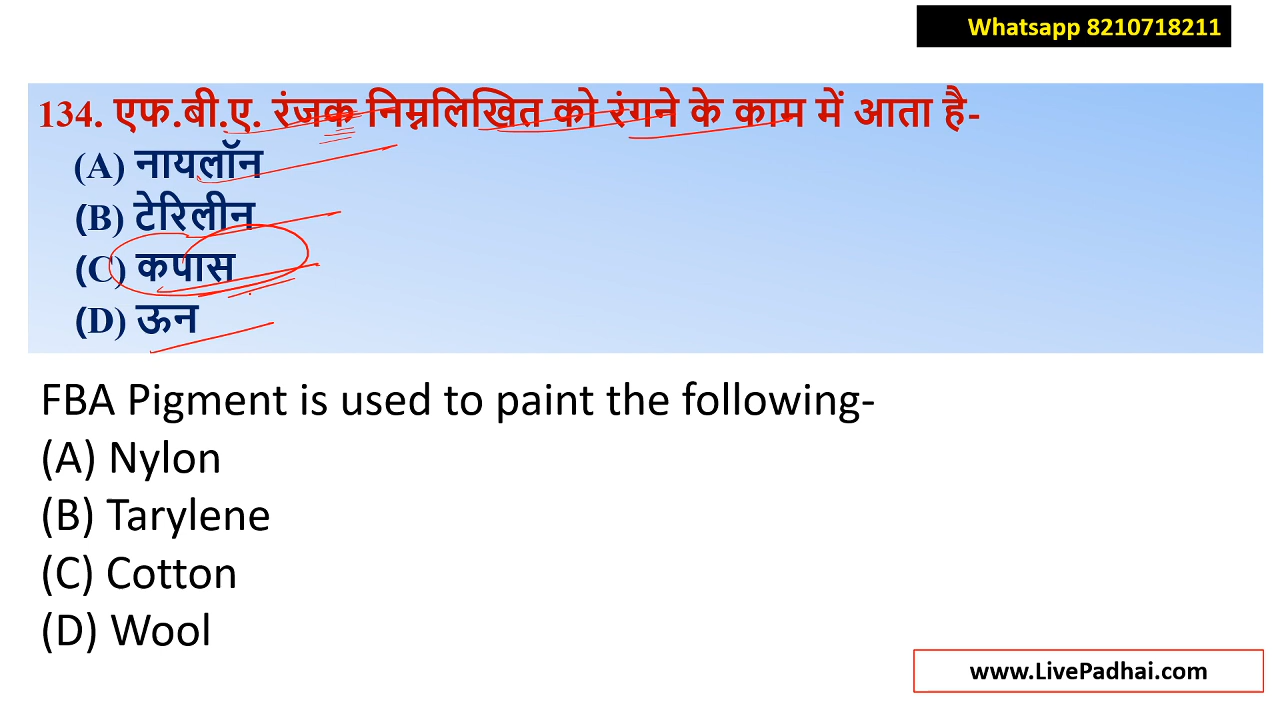 Whatsapp 8210718211
134. एफ.बी.ए. रंजक निम्नलिखित को रंगने के काम में आता है-
(A) नायलॉन
(B) टेरिलीन
(C) कपास
(D) ऊन
FBA Pigment is used to paint the following-
(A) Nylon
(B) Tarylene
(C) Cotton
(D) Wool
www.LivePadhai.com